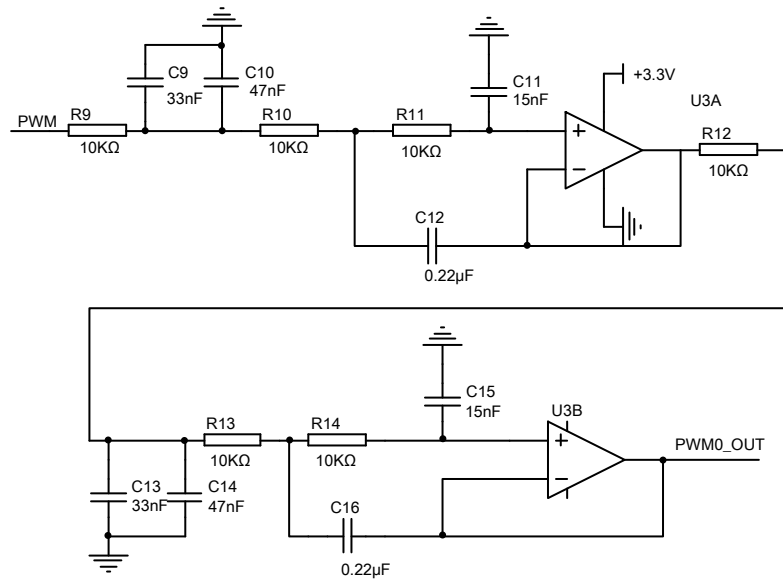 C9
33nF
C10
47nF
C11
15nF
+3.3V
U3A
PWM
R9
10KΩ
R10
10KΩ
R11
10KΩ
+
−
R12
10KΩ
C12
0.22µF
C15
15nF
U3B
R13
10KΩ
R14
10KΩ
+
−
PWM0_OUT
C13
33nF
C14
47nF
C16
0.22µF